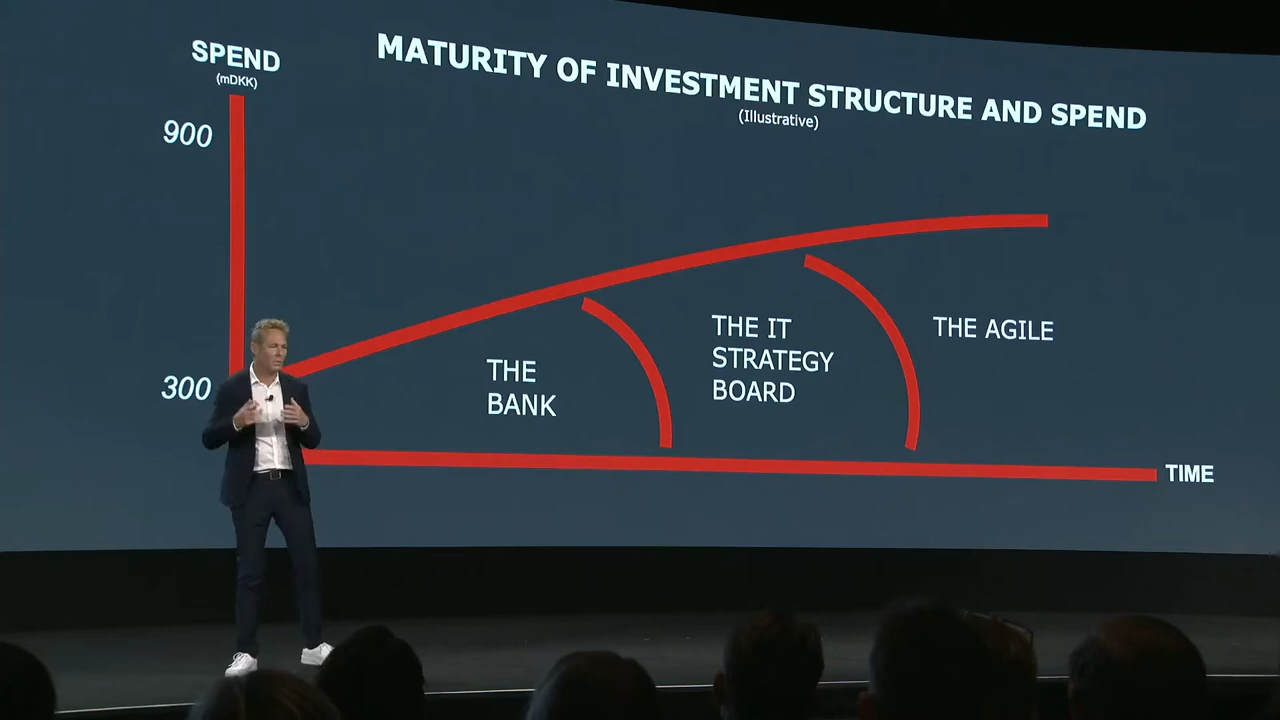 SPEND
(mDKK)
MATURITY OF INVESTMENT STRUCTURE AND SPEND
(Illustrative)
900
300
THE
BANK
THE IT
STRATEGY
BOARD
THE AGILE
TIME